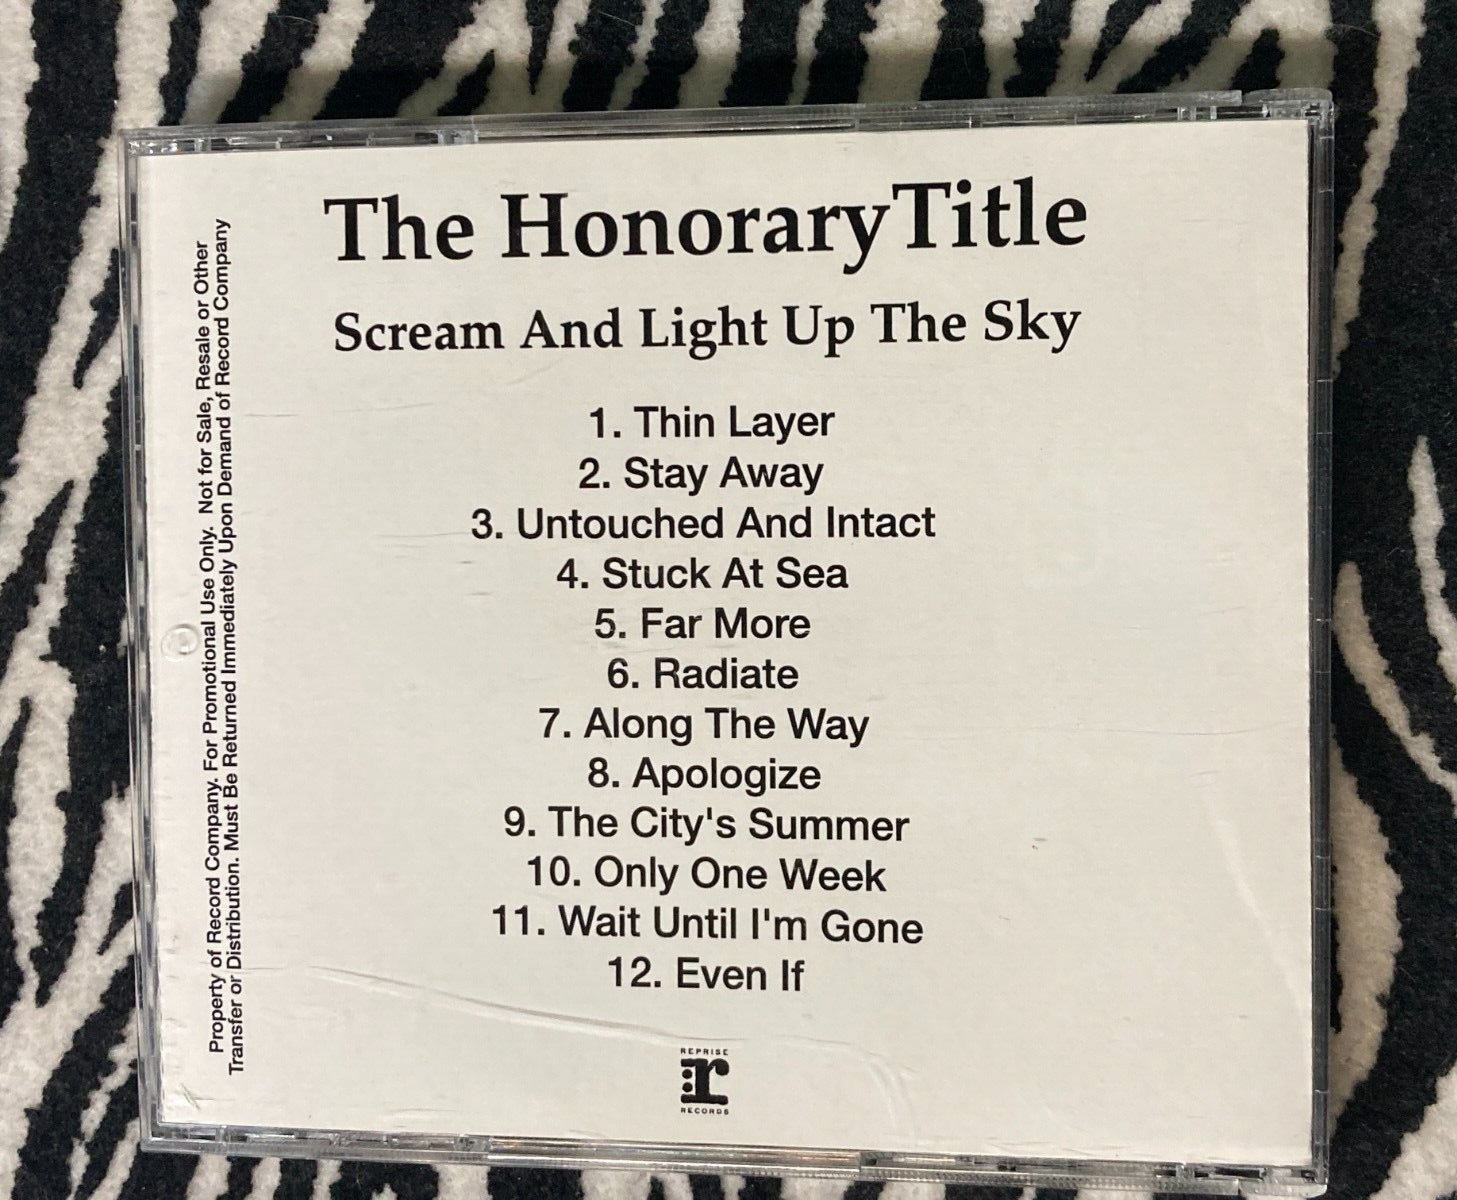 The Honorary Title
Scream And Light Up The Sky
1. Thin Layer
2. Stay Away
3. Untouched And Intact
4. Stuck At Sea
5. Far More
6. Radiate
7. Along The Way
8. Apologize
9. The City's Summer
10. Only One Week
11. Wait Until I'm Gone
12. Even If
REPRISE
r
RECORDS
Property of Record Company. For Promotional Use Only. Not for Sale, Resale or Other
Transfer or Distribution. Must Be Returned Immediately Upon Demand of Record Company